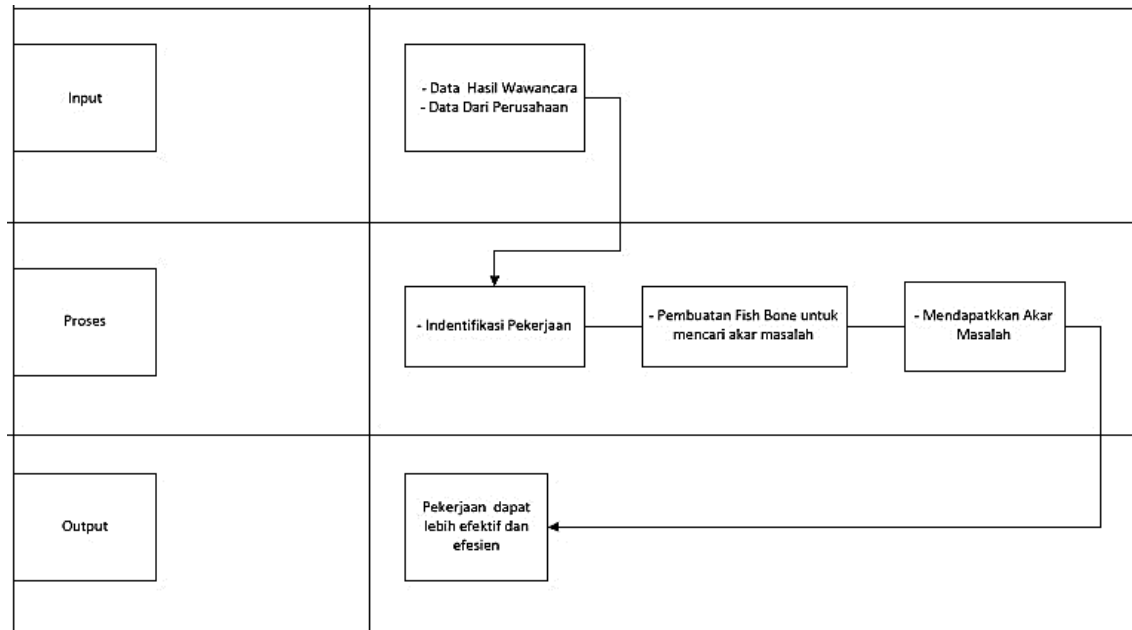 Input
- Data Hasil Wawancara
- Data Dari Perusahaan
Proses
- Indentifikasi Pekerjaan
- Pembuatan Fish Bone untuk
mencari akar masalah
- Mendapatkkan Akar
Masalah
Output
Pekerjaan dapat
lebih efektif dan
efesien